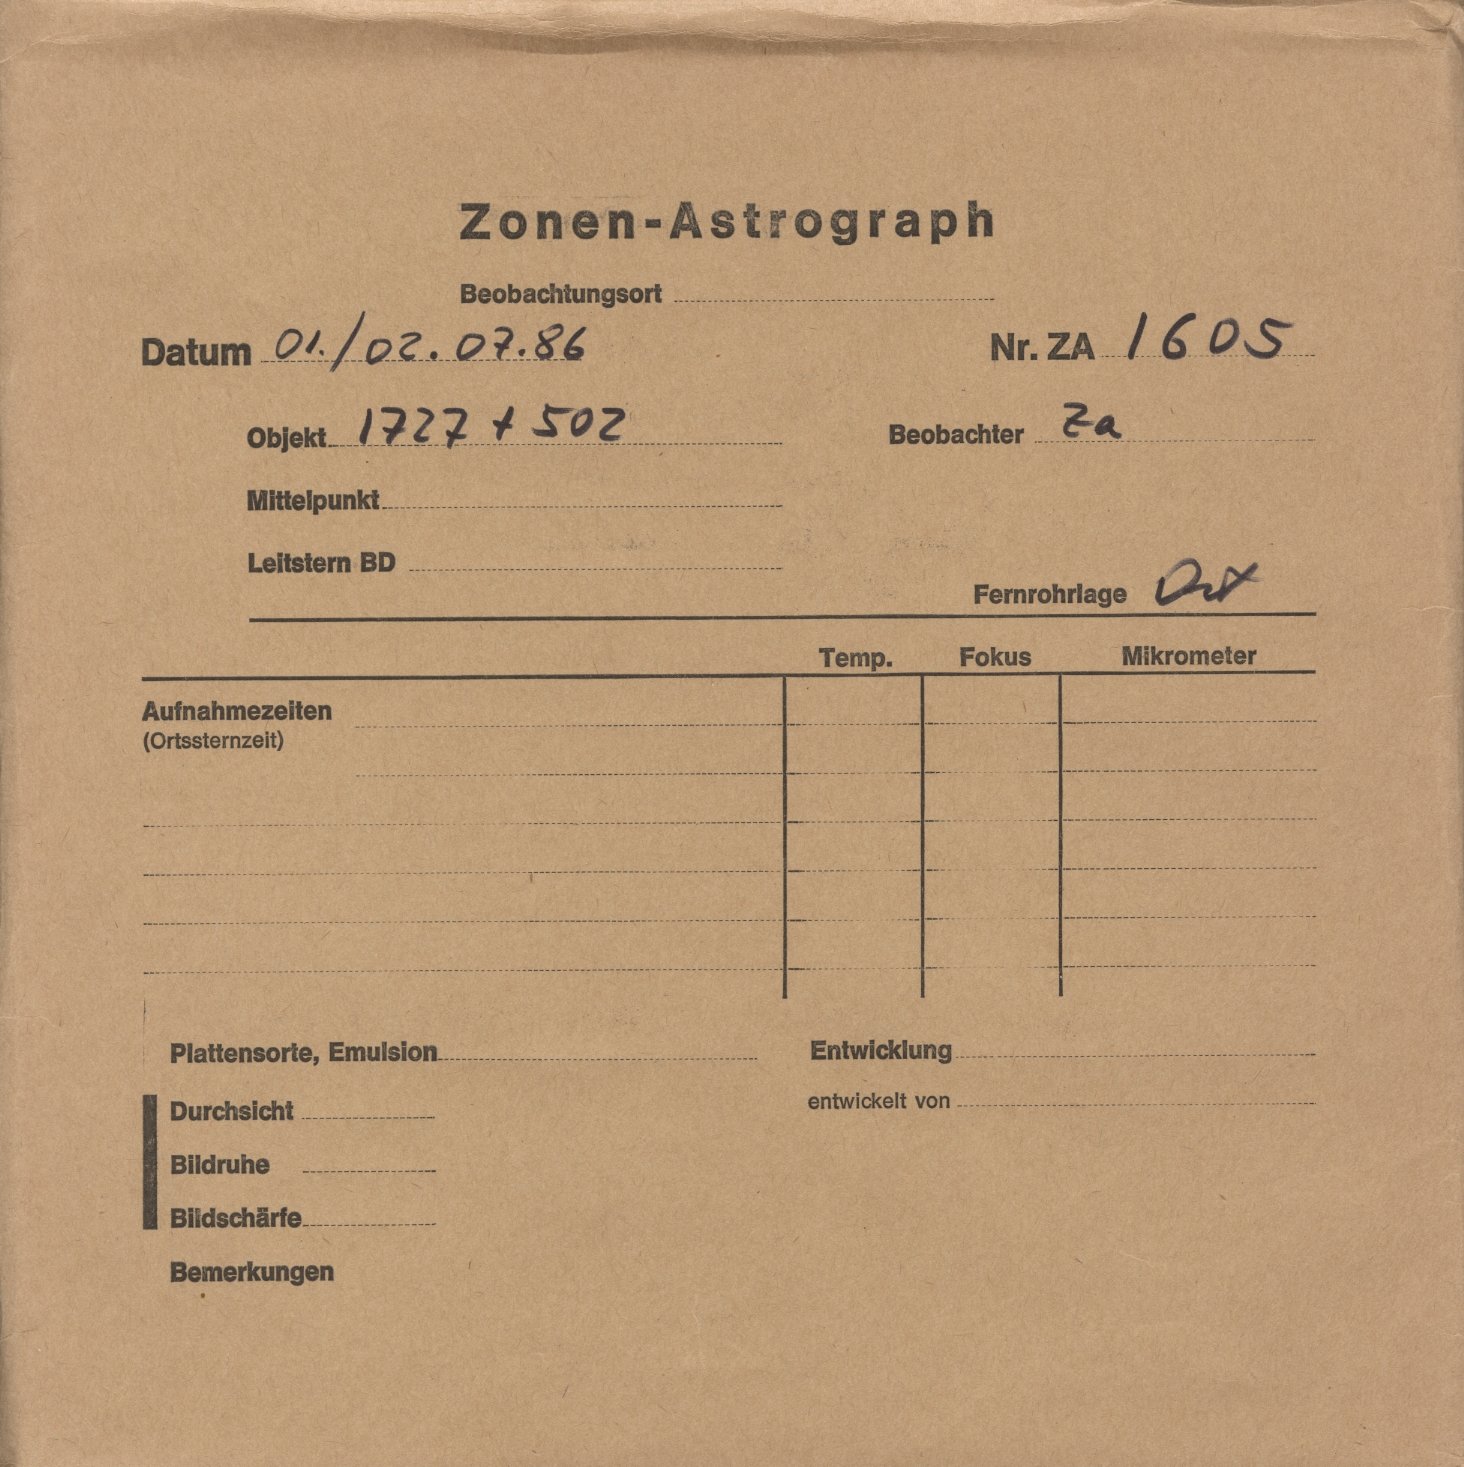 Zonen-Astrograph
Beobachtungsort
Datum 01./02.07.86
Nr. ZA 1605
Objekt 1727 + 502
Beobachter Za
Mittelpunkt
Leitstern BD
Fernrohrlage Ost
Temp. Fokus Mikrometer
Aufnahmezeiten
(Ortssternzeit)
Plattensorte, Emulsion
Entwicklung
Durchsicht
entwickelt von
Bildruhe
Bildschärfe
Bemerkungen